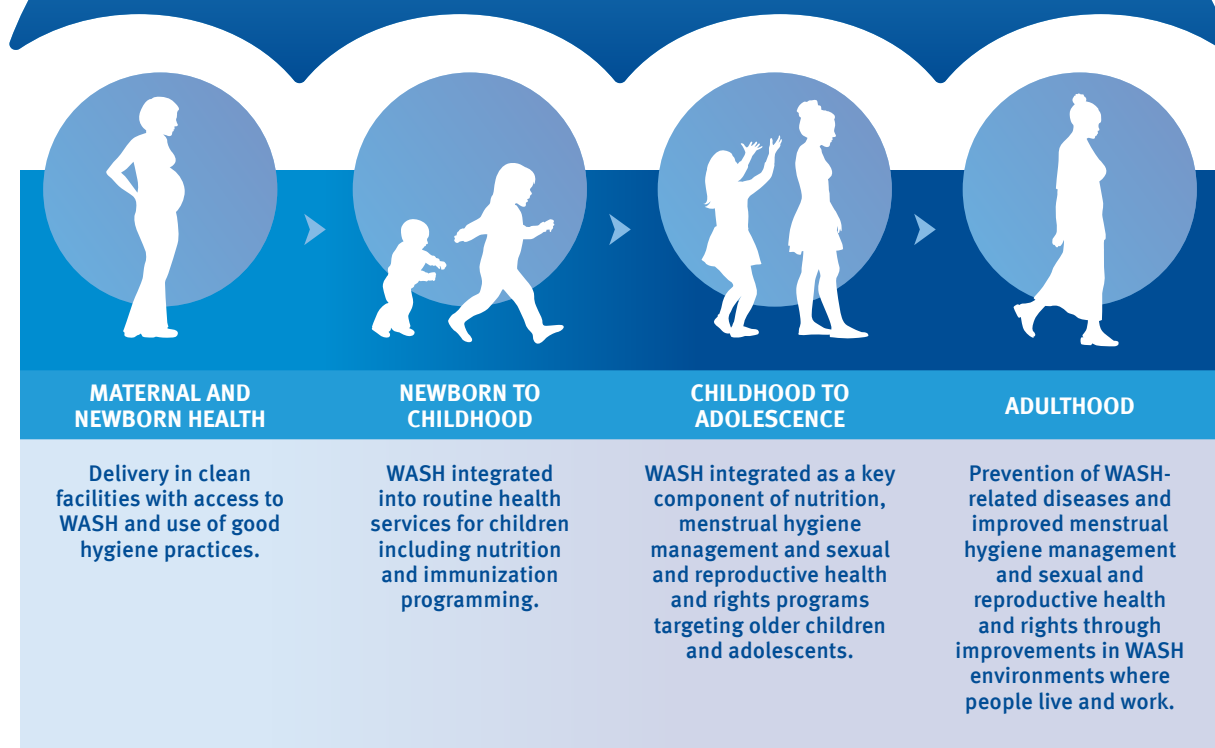 MATERNAL AND
NEWBORN HEALTH
Delivery in clean
facilities with access to
WASH and use of good
hygiene practices.
NEWBORN TO
CHILDHOOD
WASH integrated
into routine health
services for children
including nutrition
and immunization
programming.
CHILDHOOD TO
ADOLESCENCE
WASH integrated as a key
component of nutrition,
menstrual hygiene
management and sexual
and reproductive health
and rights programs
targeting older children
and adolescents.
ADULTHOOD
Prevention of WASH-
related diseases and
improved menstrual
hygiene management
and sexual and
reproductive health
and rights through
improvements in WASH
environments where
people live and work.